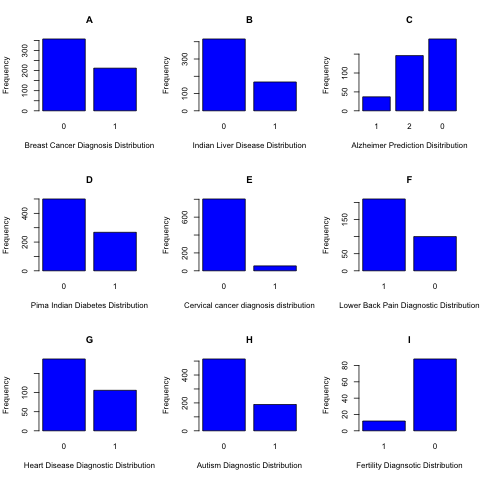 A
Frequency
0 100 200 300
0 1
Breast Cancer Diagnosis Distribution
B
Frequency
0 100 300
0 1
Indian Liver Disease Distribution
C
Frequency
0 50 100
1 2 0
Alzheimer Prediction Disitribution
D
Frequency
0 200 400
0 1
Pima Indian Diabetes Distribution
E
Frequency
0 200 600
0 1
Cervical cancer diagnosis distribution
F
Frequency
0 50 150
1 0
Lower Back Pain Diagnostic Distribution
G
Frequency
0 50 100
0 1
Heart Disease Diagnostic Distribution
H
Frequency
0 200 400
0 1
Autism Diagnostic Distribution
I
Frequency
0 20 40 60 80
1 0
Fertility Diagnsotic Distribution